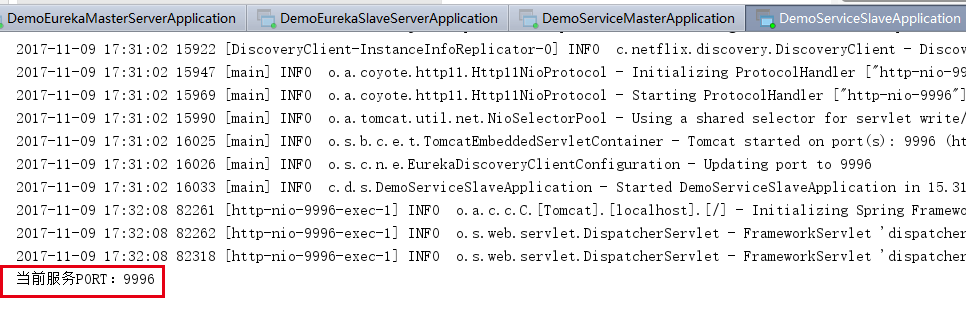 DemoEurekaMasterServerApplication DemoEurekaSlaveServerApplication DemoServiceMasterApplication DemoServiceSlaveApplication
2017-11-09 17:31:02 15922 [DiscoveryClient-InstanceInfoReplicator-0] INFO c.netflix.discovery.DiscoveryClient - Disco
2017-11-09 17:31:02 15947 [main] INFO o.a.coyote.http11.Http11NioProtocol - Initializing ProtocolHandler ["http-nio-99
2017-11-09 17:31:02 15969 [main] INFO o.a.coyote.http11.Http11NioProtocol - Starting ProtocolHandler ["http-nio-9996"]
2017-11-09 17:31:02 15990 [main] INFO o.a.tomcat.util.net.NioSelectorPool - Using a shared selector for servlet write/
2017-11-09 17:31:02 16025 [main] INFO o.s.b.c.e.t.TomcatEmbeddedServletContainer - Tomcat started on port(s): 9996 (ht
2017-11-09 17:31:02 16026 [main] INFO o.s.c.n.e.EurekaDiscoveryClientConfiguration - Updating port to 9996
2017-11-09 17:31:02 16033 [main] INFO c.d.s.DemoServiceSlaveApplication - Started DemoServiceSlaveApplication in 15.31
2017-11-09 17:32:08 82261 [http-nio-9996-exec-1] INFO o.a.c.c.C.[Tomcat].[localhost].[/] - Initializing Spring Framewo
2017-11-09 17:32:08 82262 [http-nio-9996-exec-1] INFO o.s.web.servlet.DispatcherServlet - FrameworkServlet 'dispatcher
2017-11-09 17:32:08 82318 [http-nio-9996-exec-1] INFO o.s.web.servlet.DispatcherServlet - FrameworkServlet 'dispatcher
当前服务PORT：9996